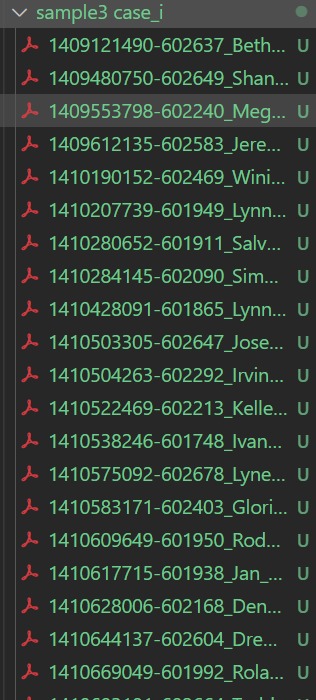 sample3 case_i
1409121490-602637_Beth... U
1409480750-602649_Shan... U
1409553798-602240_Meg... U
1409612135-602583_Jere... U
1410190152-602469_Wini... U
1410207739-601949_Lynn... U
1410280652-601911_Salv... U
1410284145-602090_Sim... U
1410428091-601865_Lynn... U
1410503305-602647_Jose... U
1410504263-602292_Irvin... U
1410522469-602213_Kelle... U
1410538246-601748_Ivan... U
1410575092-602678_Lyne... U
1410583171-602403_Glori... U
1410609649-601950_Rod... U
1410617715-601938_Jan_... U
1410628006-602168_Den... U
1410644137-602604_Dre... U
1410669049-601992_Rola... U